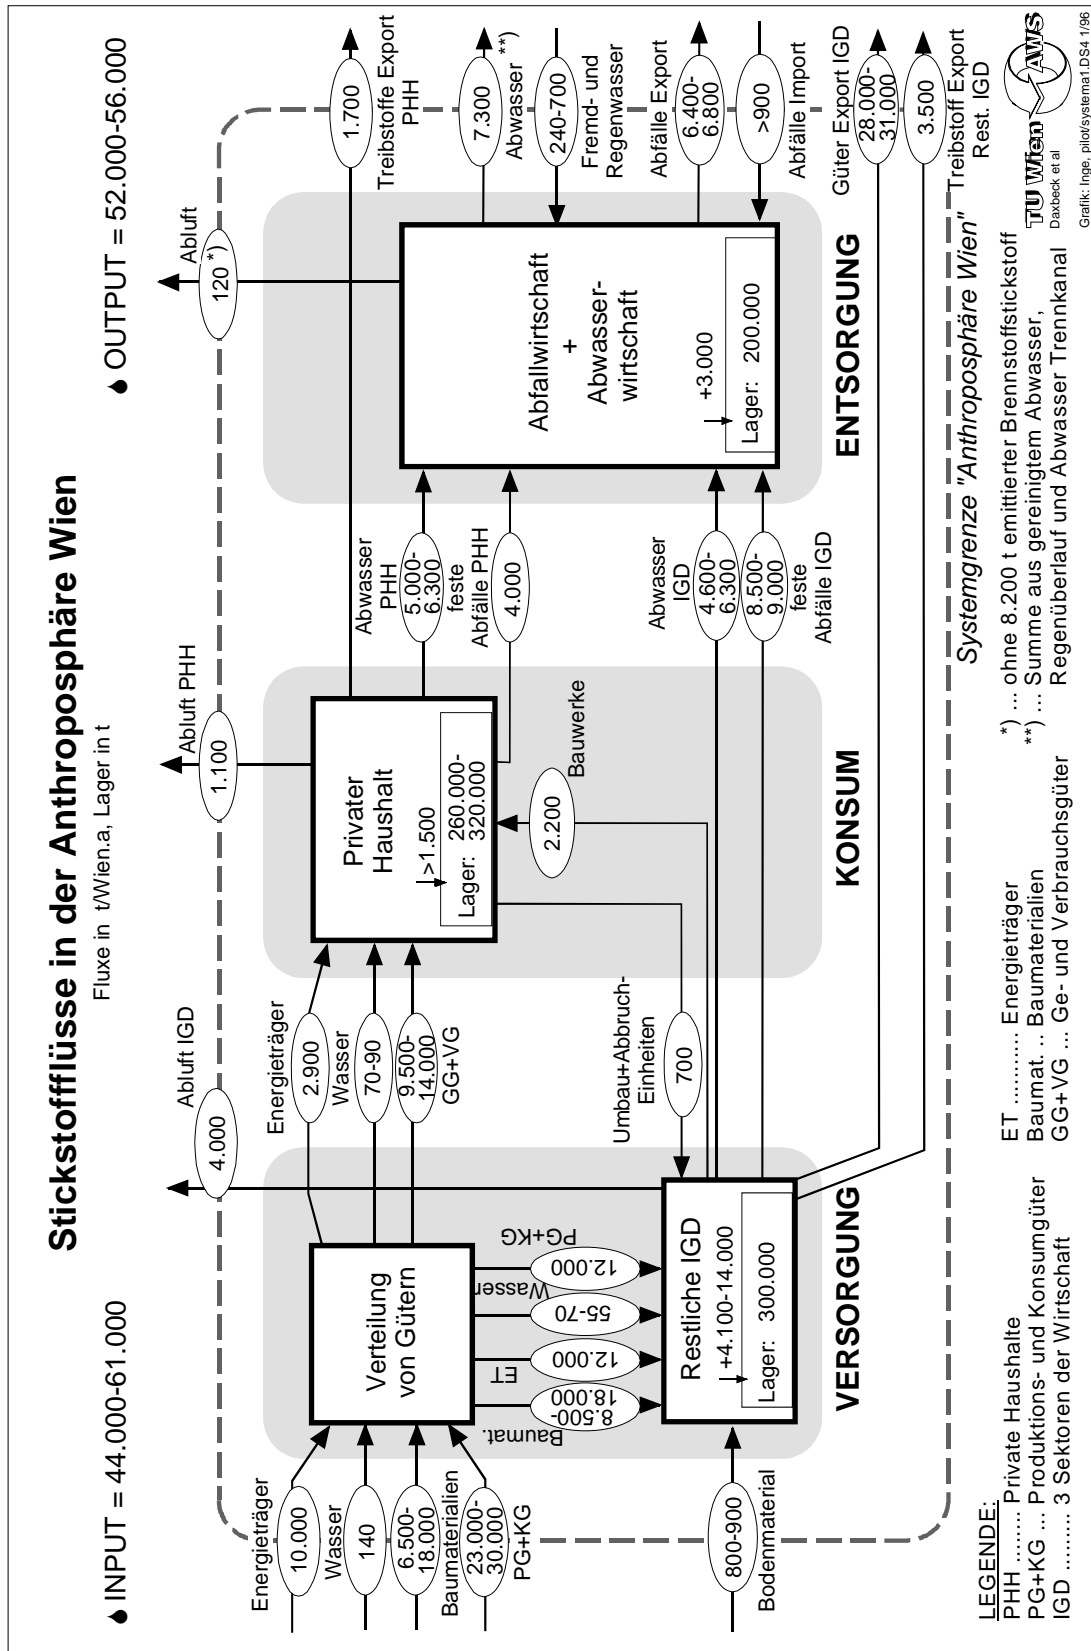 Stickstoffflüsse in der Anthroposphäre Wien
Fluxe in t/Wien.a, Lager in t
INPUT = 44.000-61.000
OUTPUT = 52.000-56.000
Abluft IGD
4.000
Abluft PHH
1.100
Abluft
120 *)
Energieträger
10.000
Wasser
140
6.500-
18.000
Baumaterialien
23.000-
30.000
PG+KG
800-900
Bodenmaterial
Verteilung
von Gütern
Baumat.
8.500-
18.000
ET
12.000
Wasser
55-70
PG+KG
12.000
Restliche IGD
+4.100-14.000
Lager: 300.000
VERSORGUNG
Energieträger
2.900
Wasser
70-90
9.500-
14.000
GG+VG
Umbau+Abbruch-
Einheiten
700
Privater
Haushalt
>1.500
Lager: 260.000-
320.000
2.200
Bauwerke
KONSUM
Abwasser
PHH
5.000-
6.300
feste
Abfälle PHH
4.000
Abwasser
IGD
4.600-
6.300
8.500-
9.000
feste
Abfälle IGD
Abfallwirtschaft
+
Abwasser-
wirtschaft
+3.000
Lager: 200.000
ENTSORGUNG
1.700
Treibstoffe Export
PHH
7.300
Abwasser **)
240-700
Fremd- und
Regenwasser
Abfälle Export
6.400-
6.800
>900
Abfälle Import
Güter Export IGD
28.000-
31.000
3.500
Treibstoff Export
Rest. IGD
Systemgrenze "Anthroposphäre Wien"
LEGENDE:
PHH ........ Private Haushalte
PG+KG ... Produktions- und Konsumgüter
IGD ......... 3 Sektoren der Wirtschaft
ET ............ Energieträger
Baumat. .. Baumaterialien
GG+VG ... Ge- und Verbrauchsgüter
*) ... ohne 8.200 t emittierter Brennstoffstickstoff
**) ... Summe aus gereinigtem Abwasser,
Regenüberlauf und Abwasser Trennkanal
TU Wien AWS
Daxbeck et al
Grafik: Inge, pilot/systema1.DS4 1/96